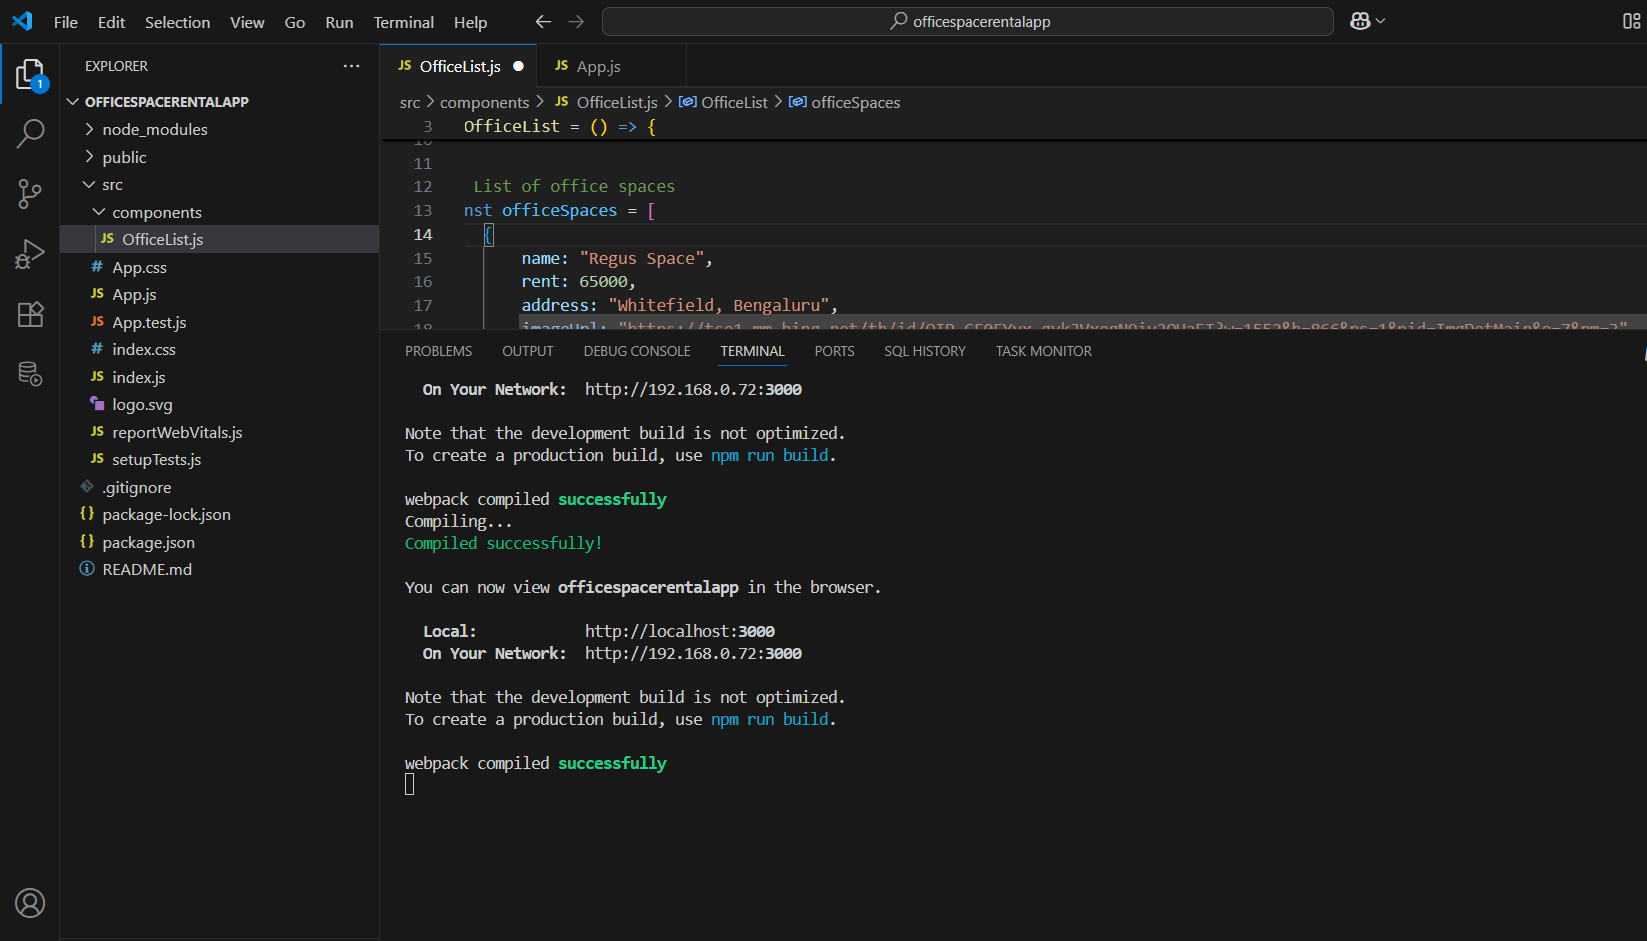 File Edit Selection View Go Run Terminal Help
officespacerentalapp
EXPLORER
1
OFFICESPACERENTALAPP
node_modules
public
src
components
JS OfficeList.js
# App.css
JS App.js
JS App.test.js
# index.css
JS index.js
logo.svg
JS reportWebVitals.js
JS setupTests.js
.gitignore
{} package-lock.json
{} package.json
README.md
JS OfficeList.js JS App.js
src > components > JS OfficeList.js > OfficeList > officeSpaces
3 OfficeList = () => {
11
12 List of office spaces
13 nst officeSpaces = [
14 {
15 name: "Regus Space",
16 rent: 65000,
17 address: "Whitefield, Bengaluru",
18 imageUrl:
PROBLEMS OUTPUT DEBUG CONSOLE TERMINAL PORTS SQL HISTORY TASK MONITOR
On Your Network: http://192.168.0.72:3000
Note that the development build is not optimized.
To create a production build, use npm run build.
webpack compiled successfully
Compiling...
Compiled successfully!
You can now view officespacerentalapp in the browser.
Local: http://localhost:3000
On Your Network: http://192.168.0.72:3000
Note that the development build is not optimized.
To create a production build, use npm run build.
webpack compiled successfully